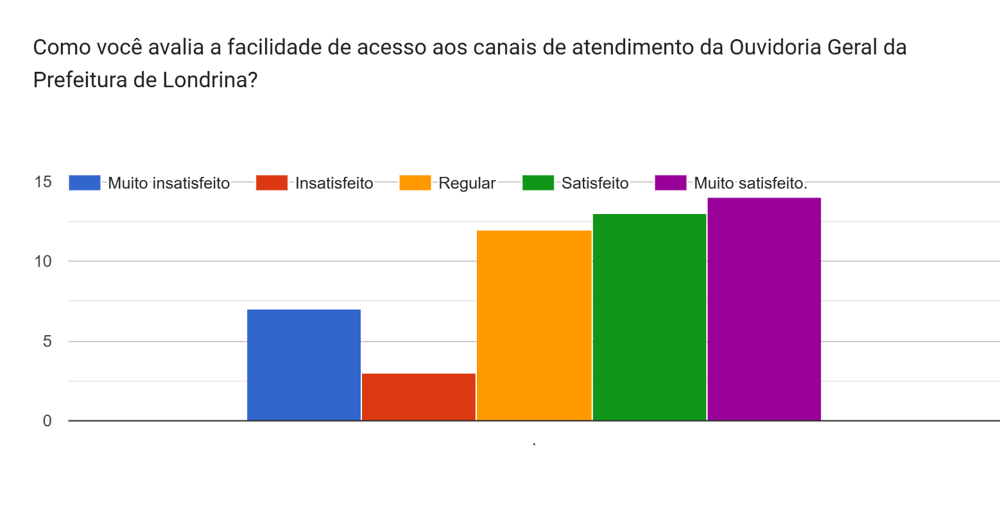 Como você avalia a facilidade de acesso aos canais de atendimento da Ouvidoria Geral da
Prefeitura de Londrina?
15
Muito insatisfeito
Insatisfeito
Regular
Satisfeito
Muito satisfeito.
10
5
0
.